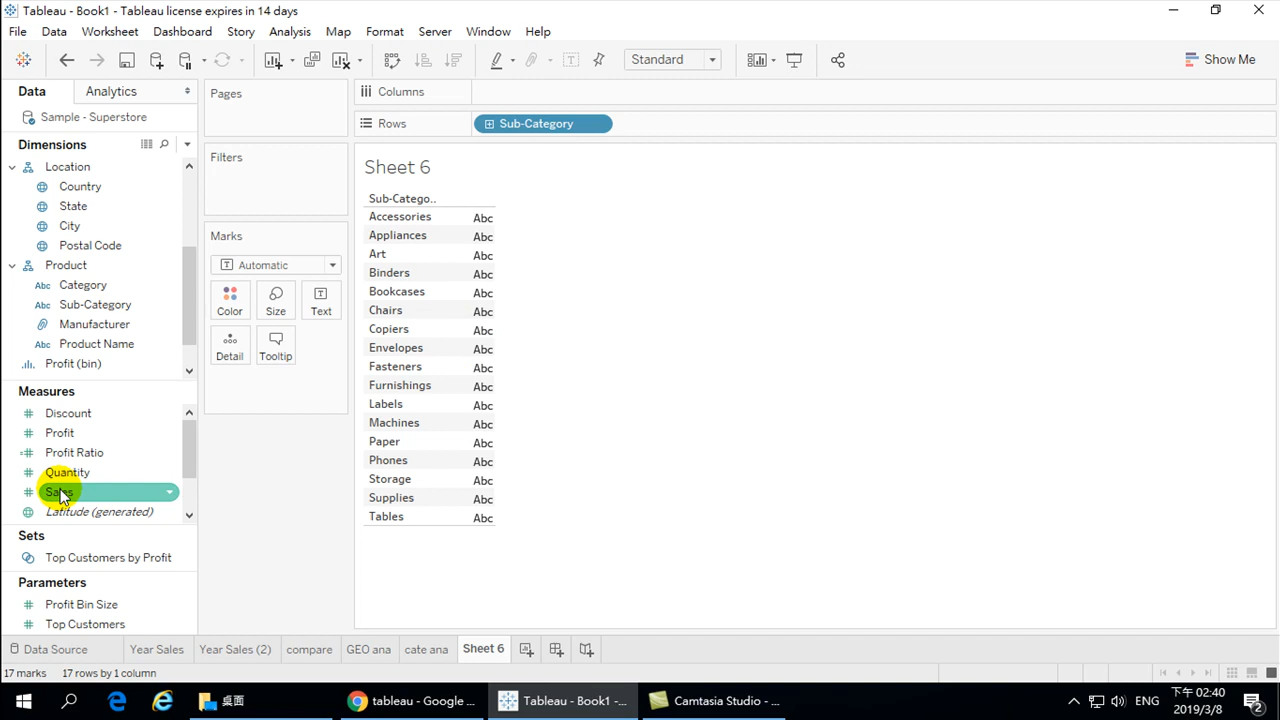 Tableau - Book1 - Tableau license expires in 14 days
File Data Worksheet Dashboard Story Analysis Map Format Server Window Help
Standard
Show Me
Data Analytics
Sample - Superstore
Dimensions
Location
Country
State
City
Postal Code
Product
Abc Category
Abc Sub-Category
Manufacturer
Abc Product Name
Profit (bin)
Measures
Discount
Profit
Profit Ratio
Quantity
Sales
Latitude (generated)
Sets
Top Customers by Profit
Parameters
Profit Bin Size
Top Customers
Pages
Filters
Marks
Automatic
Color Size Text
Detail Tooltip
Columns
Rows Sub-Category
Sheet 6
Sub-Catego..
Accessories Abc
Appliances Abc
Art Abc
Binders Abc
Bookcases Abc
Chairs Abc
Copiers Abc
Envelopes Abc
Fasteners Abc
Furnishings Abc
Labels Abc
Machines Abc
Paper Abc
Phones Abc
Storage Abc
Supplies Abc
Tables Abc
Data Source Year Sales Year Sales (2) compare GEO ana cate ana Sheet 6
17 marks 17 rows by 1 column
桌面 tableau - Google ... Tableau - Book1 -... Camtasia Studio - ... ENG 下午 02:40
2019/3/8 2